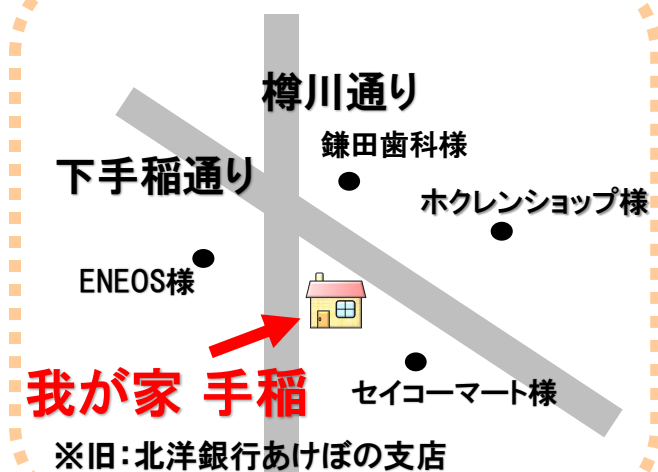 樽川通り
鎌田歯科様
下手稲通り
ホクレンショップ様
ENEOS様
我が家 手稲
セイコーマート様
※旧：北洋銀行あけぼの支店